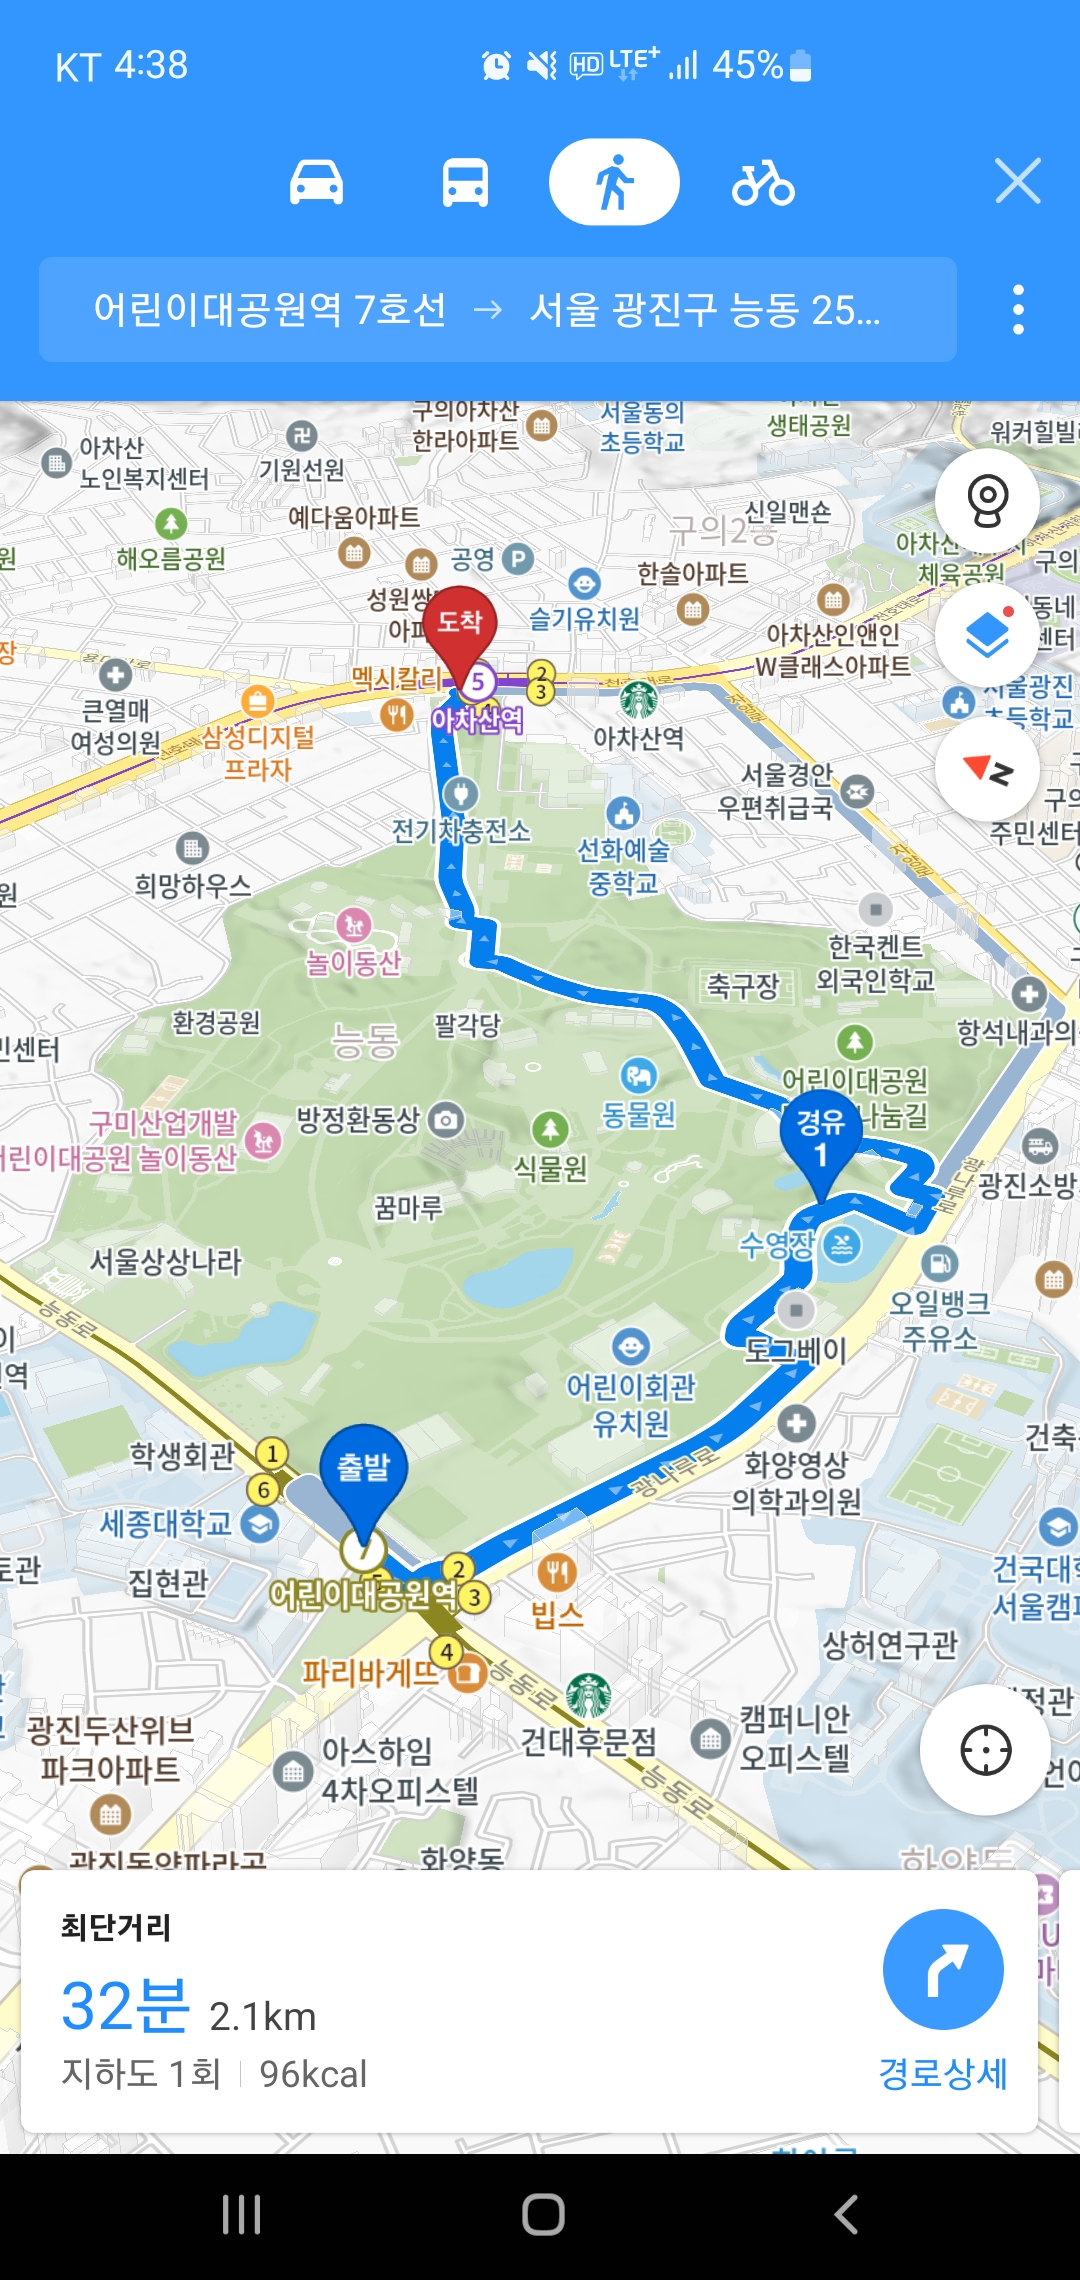 KT 4:38
HD LTE+ 45%
어린이대공원역 7호선 → 서울 광진구 능동 25...
구의아차산
한라아파트
서울동의
초등학교
생태공원
워커힐빌
아차산
노인복지센터
기원선원
해오름공원
예다움아파트
공영 P
구의2동
신일맨숀
한솔아파트
체육공원
성원쌍
도착
슬기유치원
아차산인앤인
W클래스아파트
멕시칼리
5
2
3
아차산역
천호대로
큰열매
여성의원
삼성디지털
프라자
천호대로
아차산역
서울광진
초등학교
N
서울경안
우편취급국
자양로
전기차충전소
선화예술
중학교
주민센터
희망하우스
자양로
놀이동산
한국켄트
외국인학교
축구장
환경공원
능동
팔각당
민센터
항석내과의
어린이대공원
나눔길
동물원
구미산업개발
어린이대공원 놀이동산
방정환동상
식물원
경유
1
광진소방
광나루로
꿈마루
수영장
서울상상나라
능동로
오일뱅크
주유소
도그베이
어린이회관
유치원
학생회관
1
6
출발
화양영상
의학과의원
광나루로
세종대학교
7
집현관
어린이대공원역
2
3
빕스
4
파리바게뜨
능동로
상허연구관
건국대학
서울캠
광진두산위브
파크아파트
아스하임
4차오피스텔
건대후문점
캠퍼니안
오피스텔
능동로
화양동
최단거리
32분 2.1km
지하도 1회 | 96kcal
경로상세